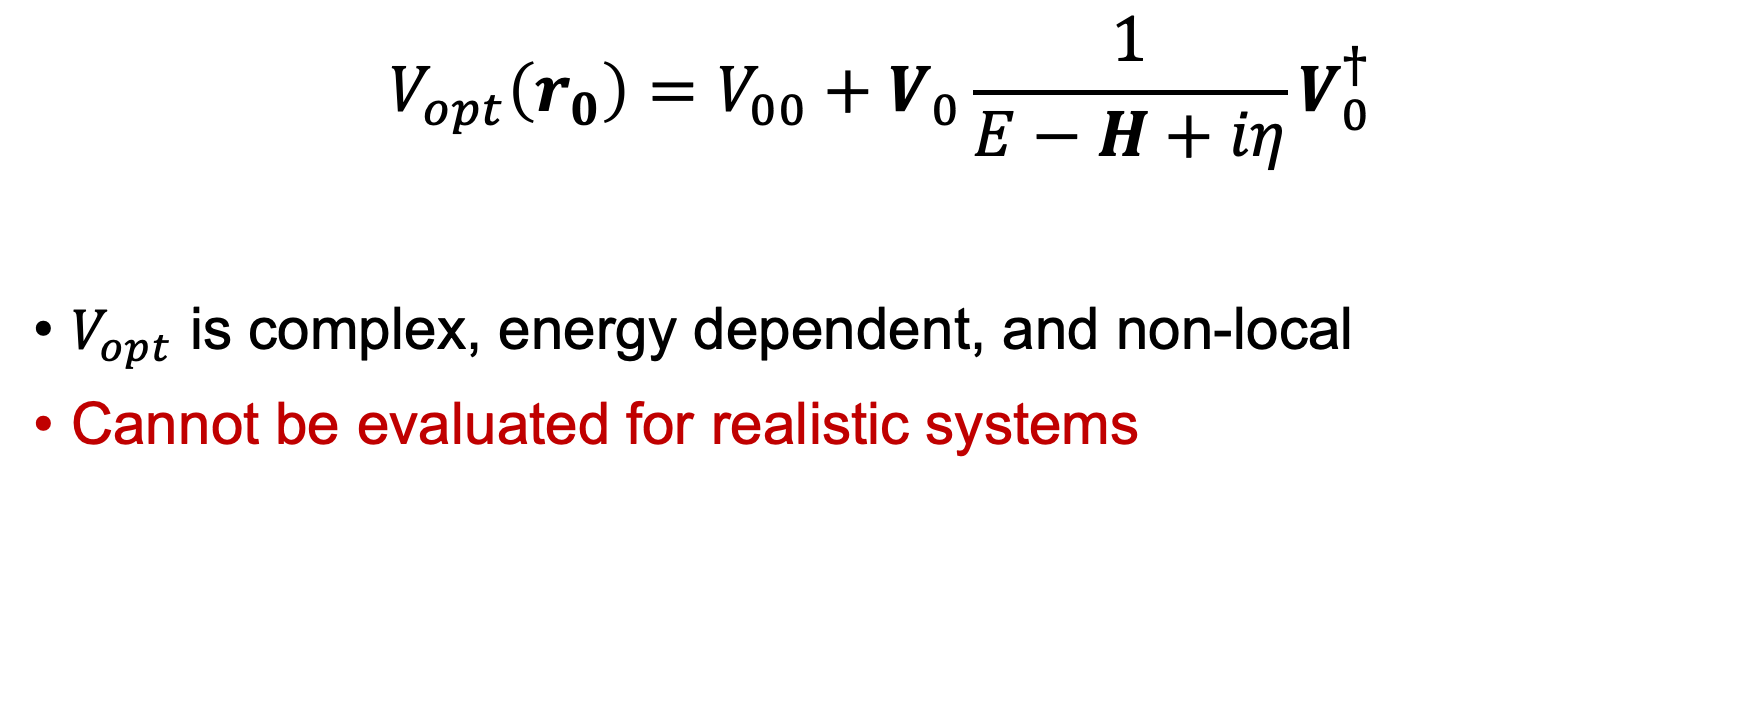 V_opt(r_0) = V_00 + V_0 1/(E − H + iη) V_0^†
• V_opt is complex, energy dependent, and non-local
• Cannot be evaluated for realistic systems